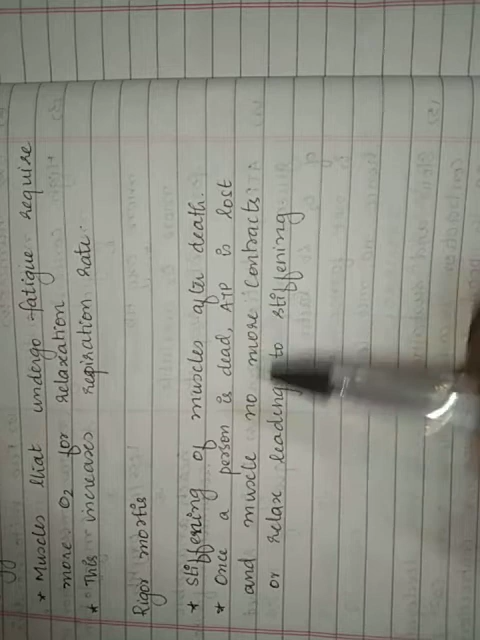 * Muscles that undergo fatigue require
more O2 for relaxation
* This increases respiration rate.
Rigor mortis
* Stiffening of muscles after death.
* Once a person is dead, ATP is lost
and muscle no more contracts
or relax leading to stiffening